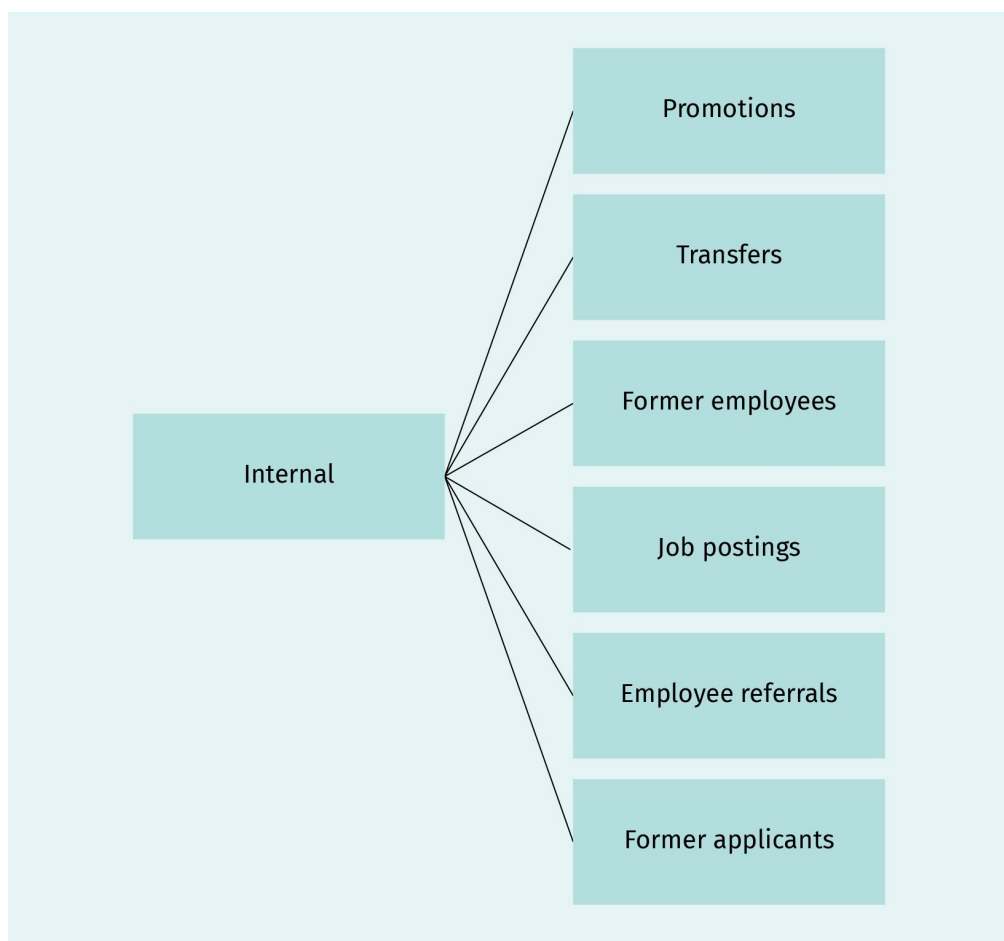 Promotions
Transfers
Former employees
Internal
Job postings
Employee referrals
Former applicants